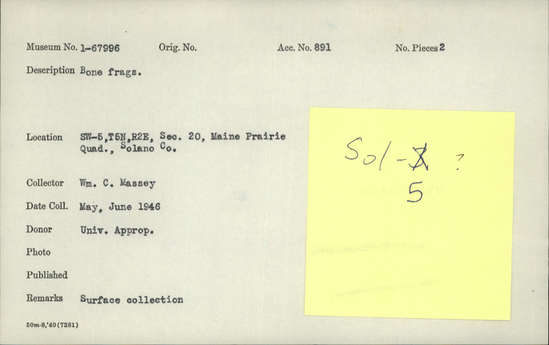 Museum No. 1-67996 Orig. No. Acc. No. 891 No. Pieces 2
Description Bone frags.
Location SW-5,T5N,R2E, Sec. 20, Maine Prairie
Quad., Solano Co.
Sol- ?
5
Collector Wm. C. Massey
Date Coll. May, June 1946
Donor Univ. Approp.
Photo
Published
Remarks Surface collection
50m-8,'40(7261)